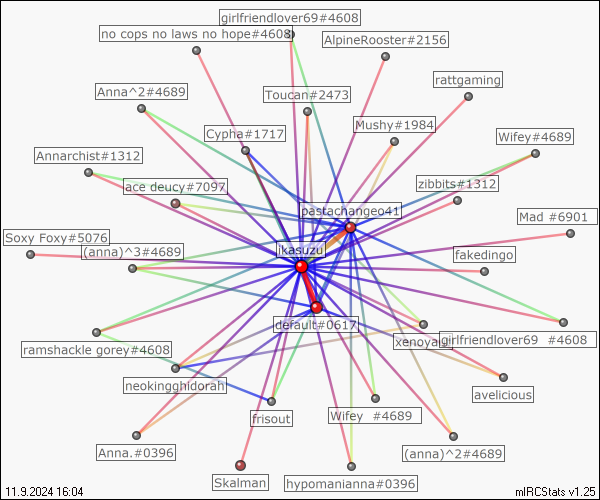 girlfriendlover69#4608
no cops no laws no hope#4608
AlpineRooster#2156
rattgaming
Anna^2#4689
Toucan#2473
Mushy#1984
Cypha#1717
Wifey#4689
Annarchist#1312
ace deucy#7097
zibbits#1312
pastachangeo41
Mad #6901
Soxy Foxy#5076
(anna)^3#4689
ikasuzu
fakedingo
derault#0617
ramshackle gorey#4608
xenoyal
girlfriendlover69 #4608
neokingghidorah
avelicious
frisout
Wifey #4689
Anna.#0396
(anna)^2#4689
Skalman
hypomanianna#0396
11.9.2024 16:04
mIRCStats v1.25